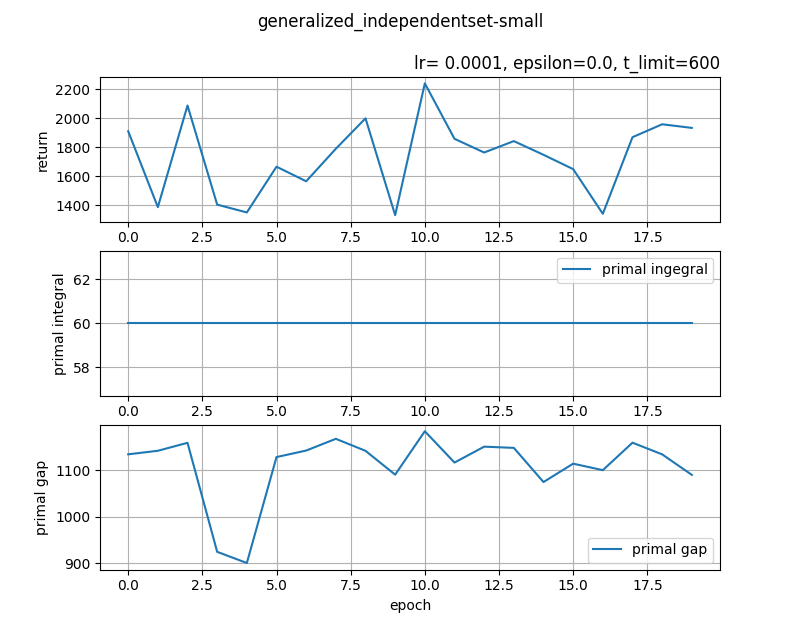 generalized_independentset-small
lr= 0.0001, epsilon=0.0, t_limit=600
2200
2000
1800
1600
1400
return
0.0 2.5 5.0 7.5 10.0 12.5 15.0 17.5
primal ingegral
62
60
58
primal integral
0.0 2.5 5.0 7.5 10.0 12.5 15.0 17.5
1100
1000
900
primal gap
primal gap
0.0 2.5 5.0 7.5 10.0 12.5 15.0 17.5
epoch